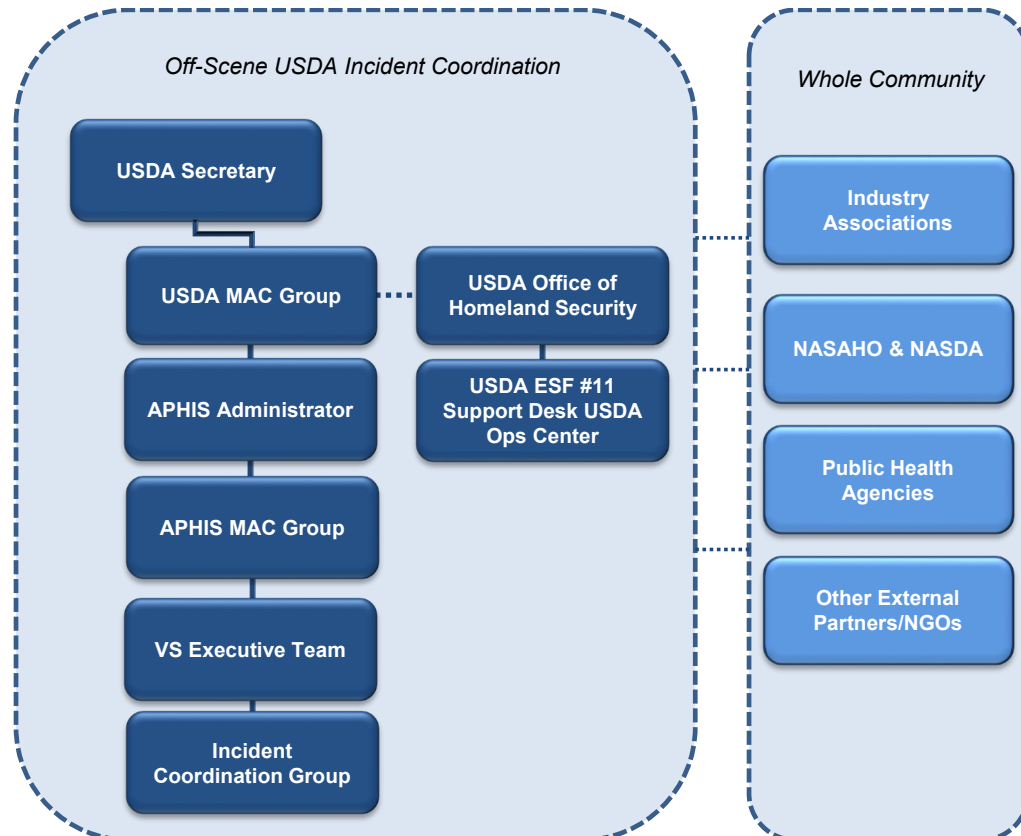 Off-Scene USDA Incident Coordination
USDA Secretary
USDA MAC Group
USDA Office of
Homeland Security
APHIS Administrator
USDA ESF #11
Support Desk USDA
Ops Center
APHIS MAC Group
VS Executive Team
Incident
Coordination Group
Whole Community
Industry
Associations
NASAHO & NASDA
Public Health
Agencies
Other External
Partners/NGOs